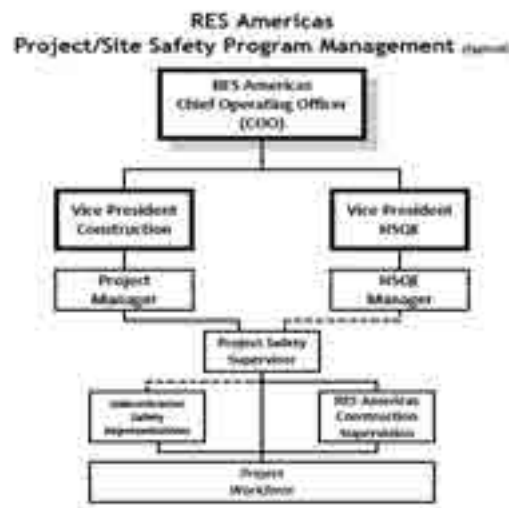 RES Americas
Project/Site Safety Program Management
RES Americas
Chief Operating Officer
(COO)
Vice President
Construction
Vice President
HSQE
Project
Manager
HSQE
Manager
Project Safety
Supervisor
Safety
RES Americas
Construction
Supervision
Project
Workforce